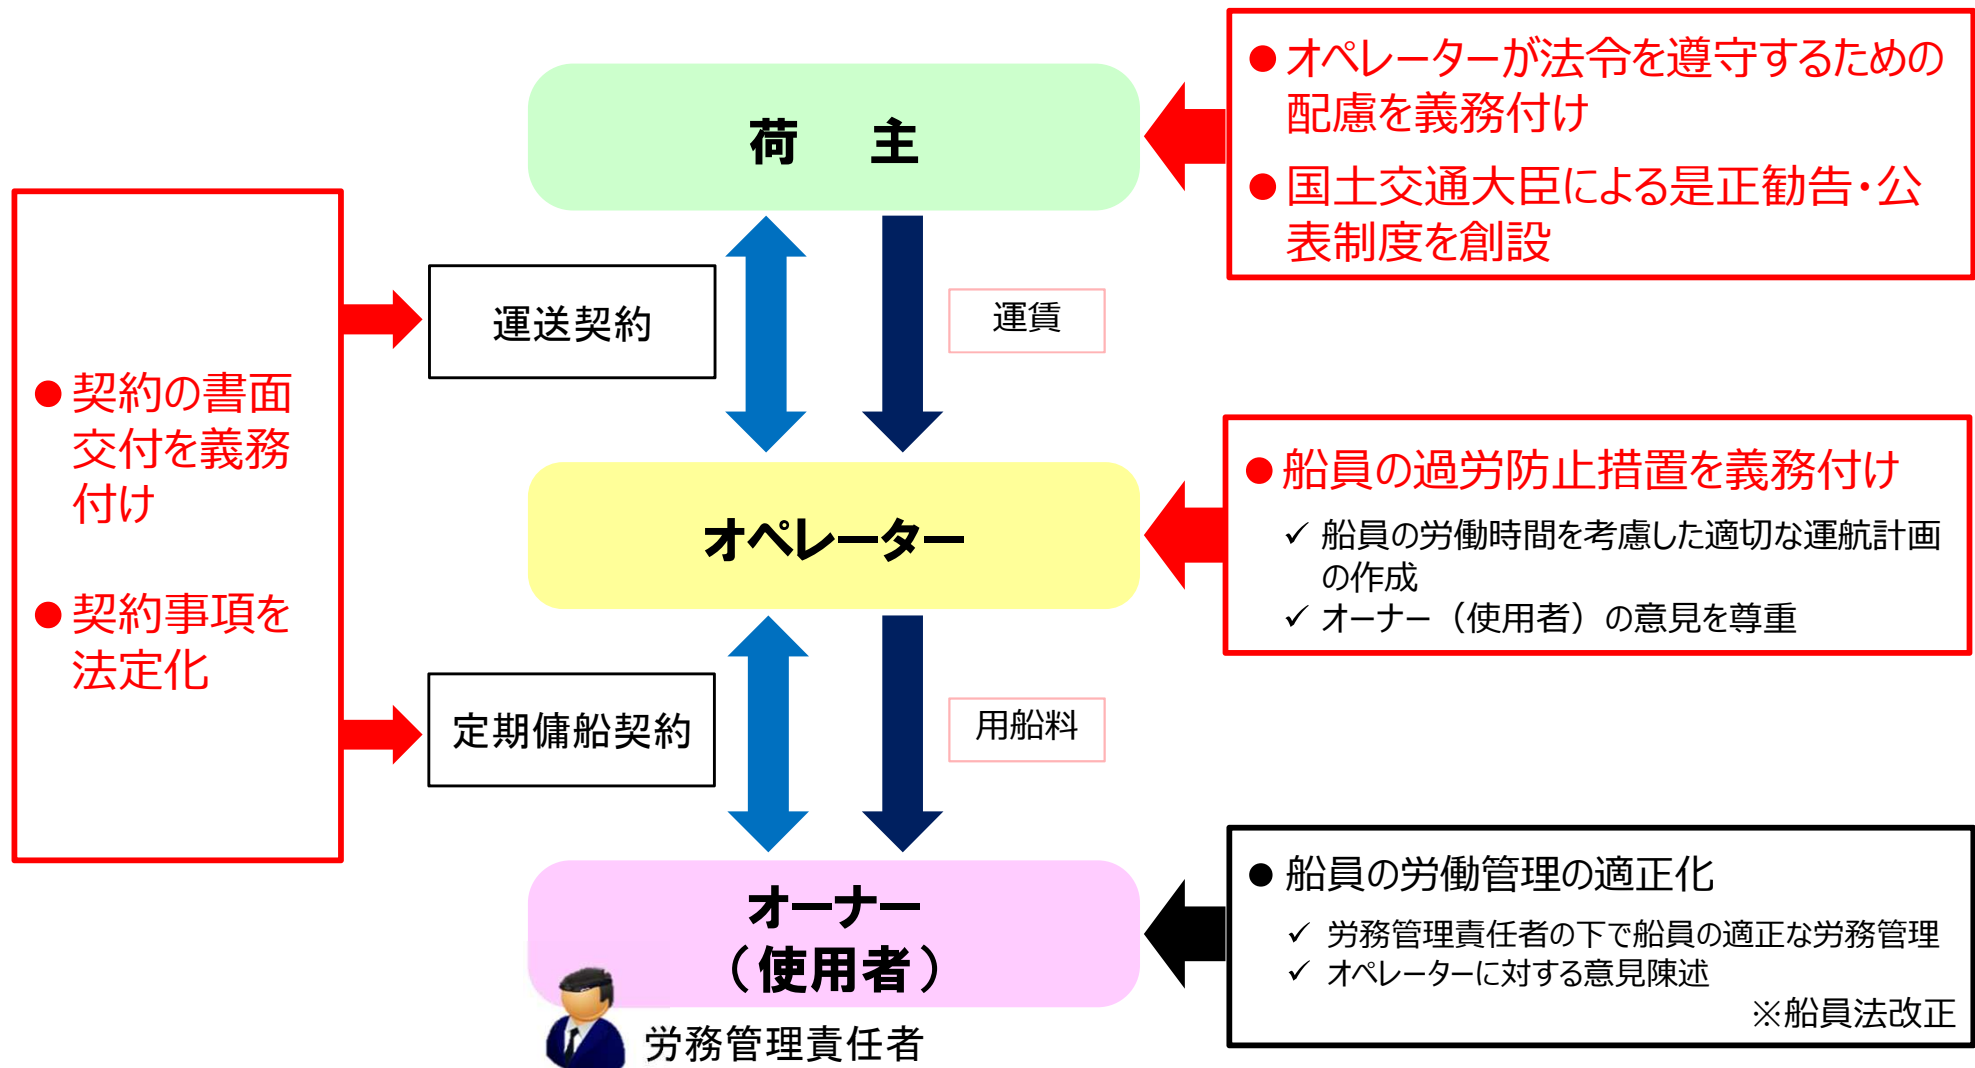 ●オペレーターが法令を遵守するための
配慮を義務付け
●国土交通大臣による是正勧告・公
表制度を創設
荷 主
運送契約
運賃
●契約の書面
交付を義務
付け
●契約事項を
法定化
オペレーター
●船員の過労防止措置を義務付け
✓ 船員の労働時間を考慮した適切な運航計画
の作成
✓ オーナー（使用者）の意見を尊重
定期傭船契約
用船料
オーナー
（使用者）
労務管理責任者
●船員の労働管理の適正化
✓ 労務管理責任者の下で船員の適正な労務管理
✓ オペレーターに対する意見陳述
※船員法改正